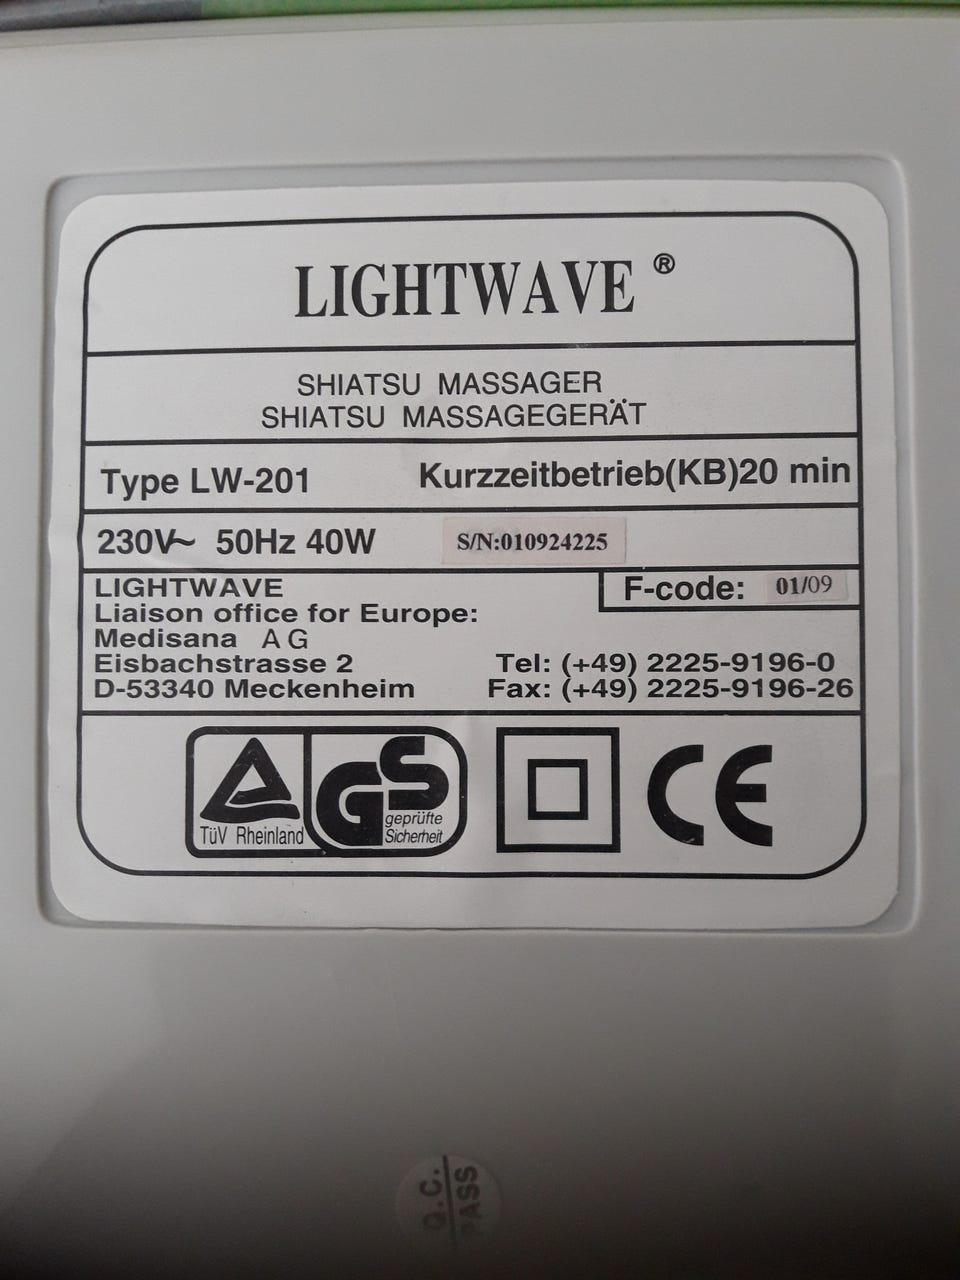 LIGHTWAVE ®
SHIATSU MASSAGER
SHIATSU MASSAGEGERÄT
Type LW-201 Kurzzeitbetrieb(KB)20 min
230V~ 50Hz 40W S/N:010924225
LIGHTWAVE F-code: 01/09
Liaison office for Europe:
Medisana AG
Eisbachstrasse 2 Tel: (+49) 2225-9196-0
D-53340 Meckenheim Fax: (+49) 2225-9196-26
TÜV Rheinland GS geprüfte Sicherheit CE
Q.C.
PASS